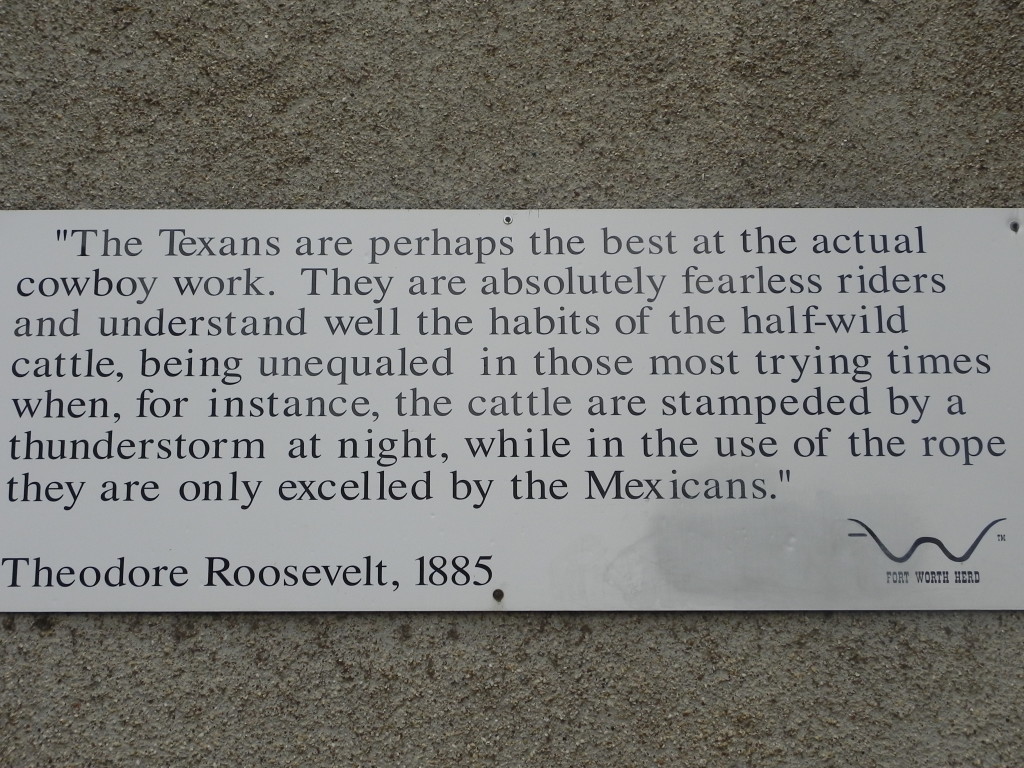 "The Texans are perhaps the best at the actual
cowboy work. They are absolutely fearless riders
and understand well the habits of the half-wild
cattle, being unequaled in those most trying times
when, for instance, the cattle are stampeded by a
thunderstorm at night, while in the use of the rope
they are only excelled by the Mexicans."
Theodore Roosevelt, 1885
TM
FORT WORTH HERD